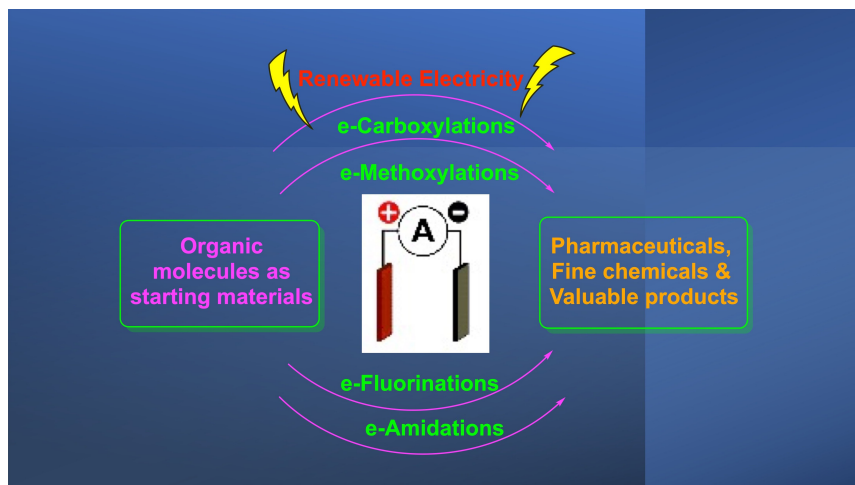 Renewable Electricity
e-Carboxylations
e-Methoxylations
+
-
A
Organic
molecules as
starting materials
Pharmaceuticals,
Fine chemicals &
Valuable products
e-Fluorinations
e-Amidations